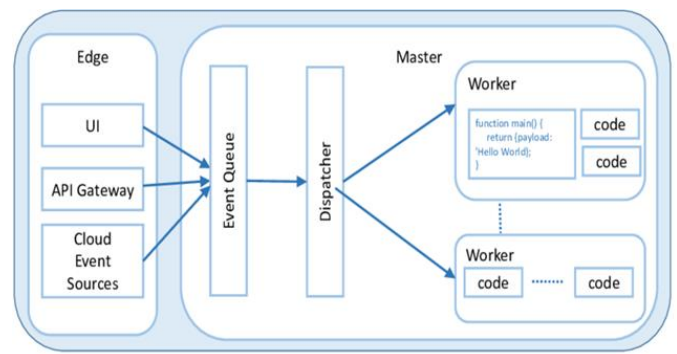 Edge
UI
API Gateway
Cloud
Event
Sources
Event Queue
Dispatcher
Master
Worker
function main() {
return {payload:
'Hello World};
}
code
code
Worker
code
code